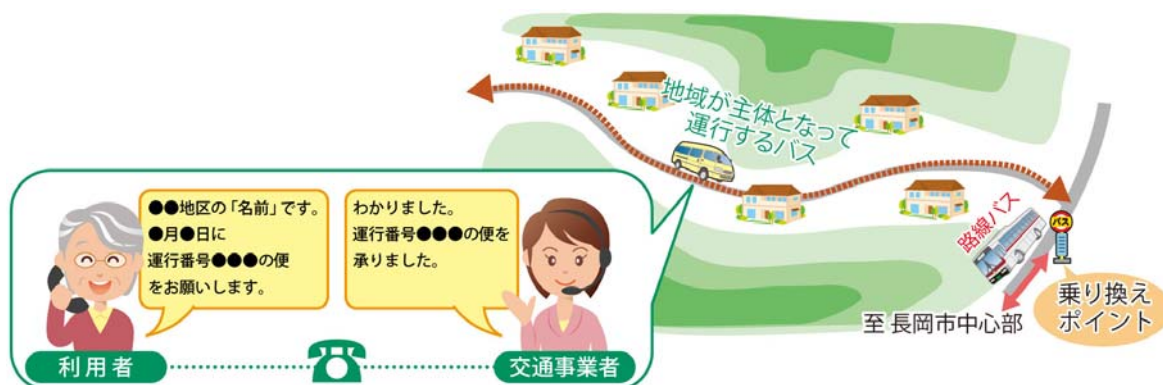 地域が主体となって
運行するバス
●●地区の「名前」です。
●月●日に
運行番号●●●の便
をお願いします。
わかりました。
運行番号●●●の便を
承りました。
利用者
交通事業者
路線バス
バス
乗り換え
ポイント
至 長岡市中心部